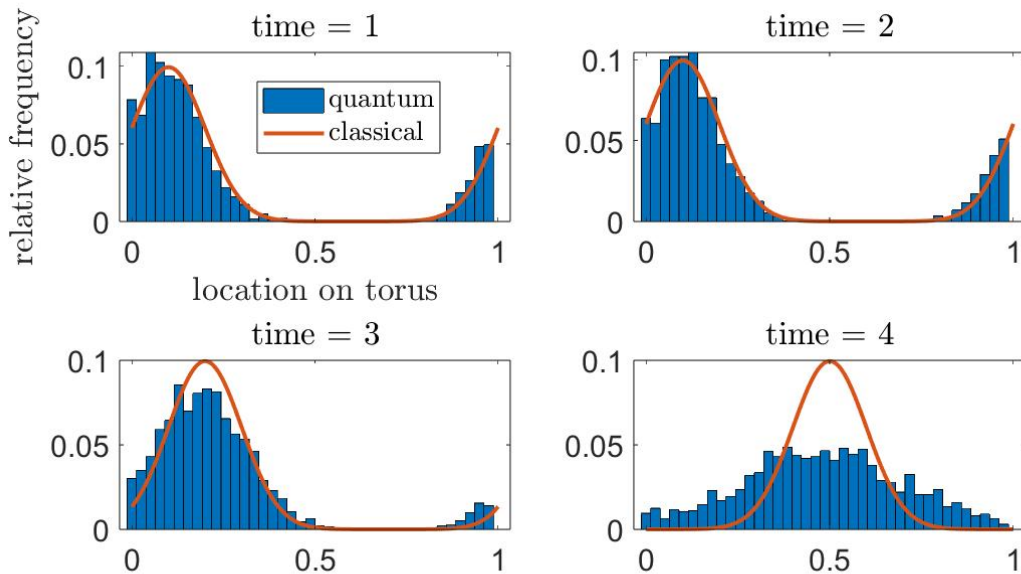 time = 1
relative frequency
0.1
0.05
0
0 0.5 1
quantum
classical
location on torus
time = 2
0.1
0.05
0
0 0.5 1
time = 3
0.1
0.05
0
0 0.5 1
time = 4
0.1
0.05
0
0 0.5 1